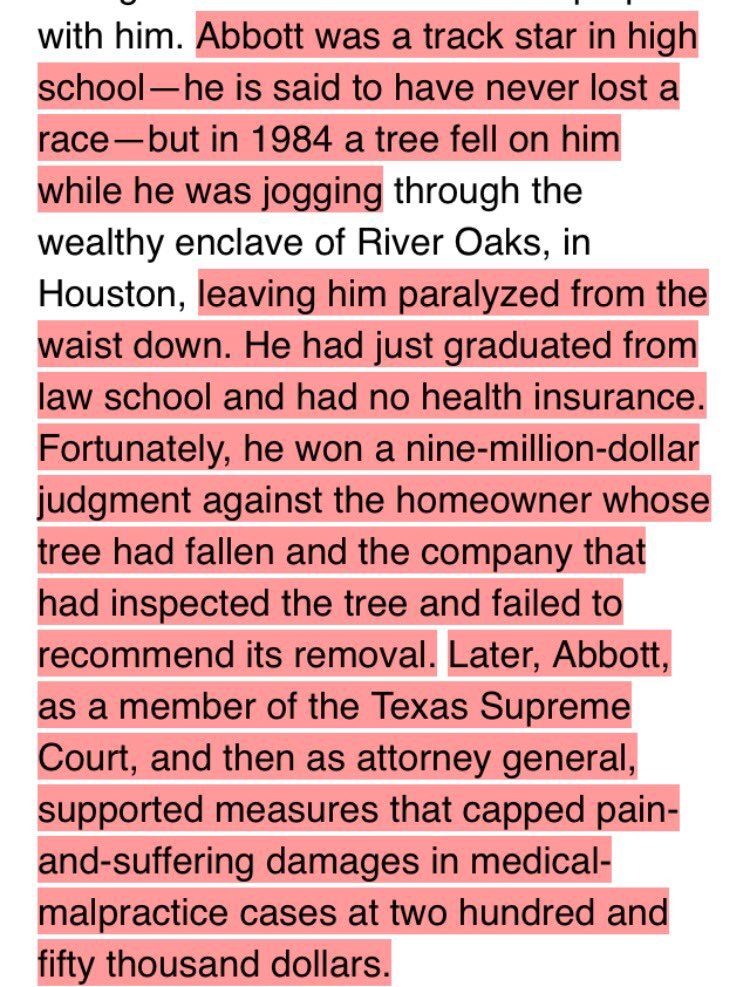 with him. Abbott was a track star in high
school—he is said to have never lost a
race—but in 1984 a tree fell on him
while he was jogging through the
wealthy enclave of River Oaks, in
Houston, leaving him paralyzed from the
waist down. He had just graduated from
law school and had no health insurance.
Fortunately, he won a nine-million-dollar
judgment against the homeowner whose
tree had fallen and the company that
had inspected the tree and failed to
recommend its removal. Later, Abbott,
as a member of the Texas Supreme
Court, and then as attorney general,
supported measures that capped pain-
and-suffering damages in medical-
malpractice cases at two hundred and
fifty thousand dollars.